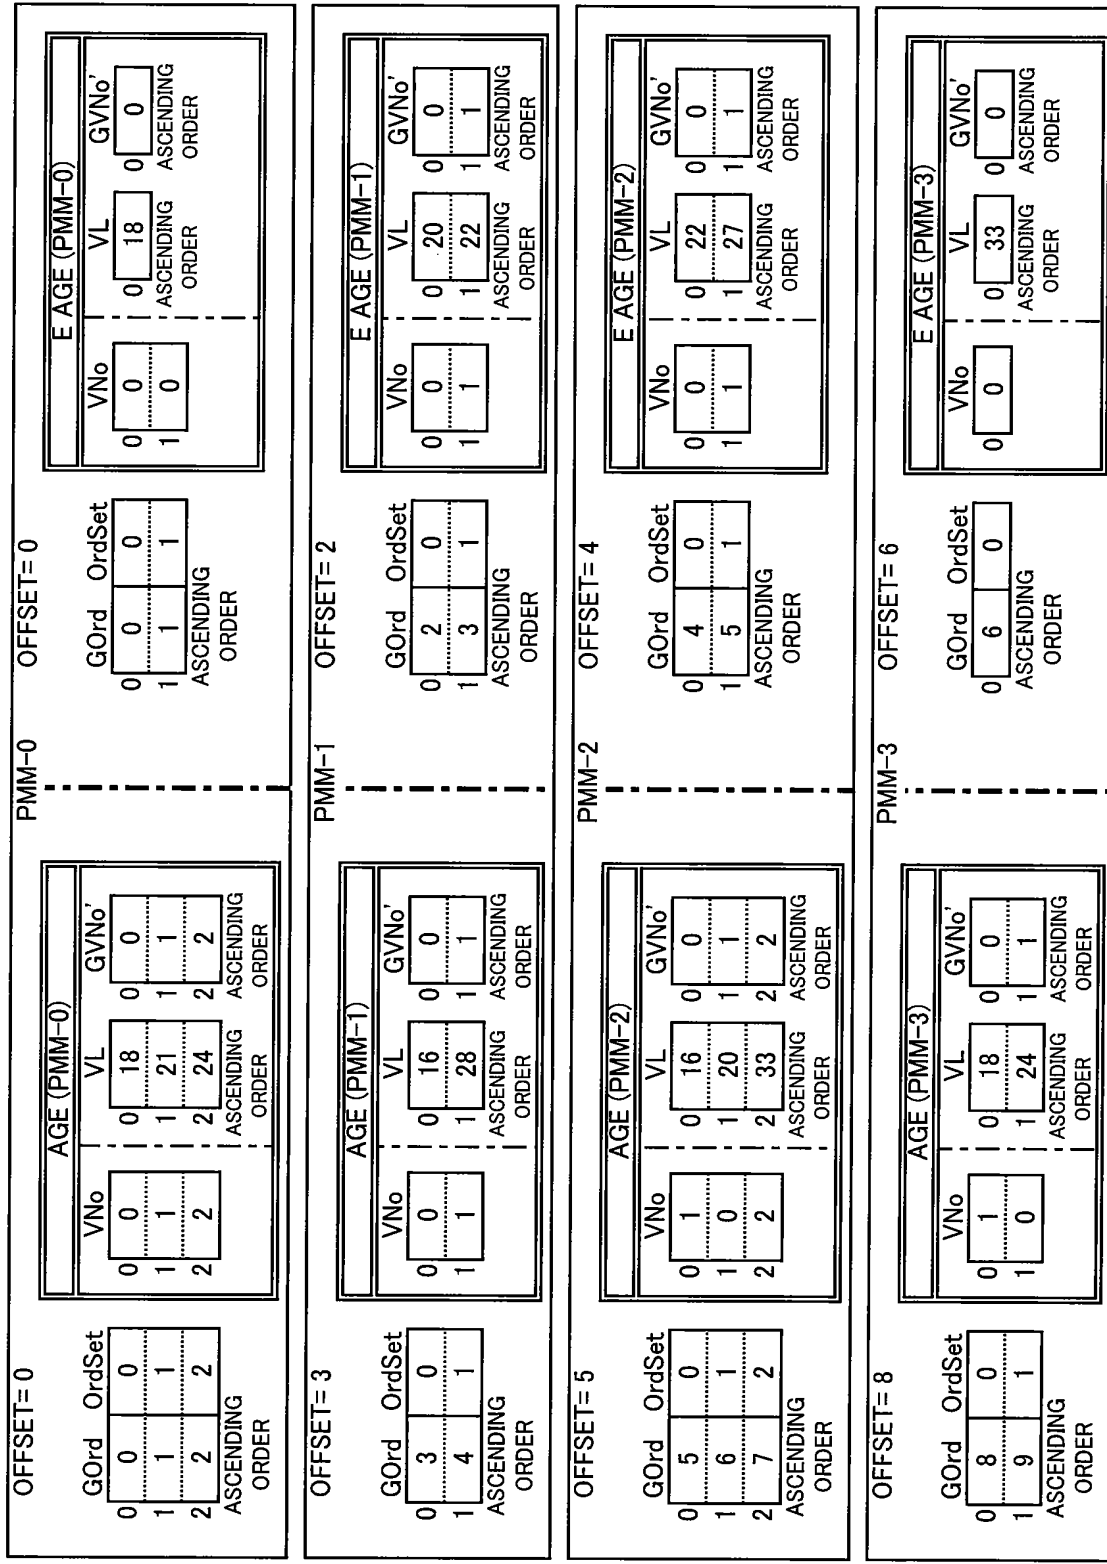 OFFSET= 0 PMM-0 OFFSET= 0
AGE (PMM-0) E AGE (PMM-0)
GOrd OrdSet VNo VL GVNo' GOrd OrdSet VNo VL GVNo'
0 0 0 0 0 0 18 0 0 0 0 0 0 0 0 18 0 0
1 1 1 1 1 1 21 1 1 1 1 1 1 0
2 2 2 2 2 2 24 2 2
ASCENDING ORDER ASCENDING ORDER ASCENDING ORDER ASCENDING ORDER ASCENDING ORDER ASCENDING ORDER
OFFSET= 3 PMM-1 OFFSET= 2
AGE (PMM-1) E AGE (PMM-1)
GOrd OrdSet VNo VL GVNo' GOrd OrdSet VNo VL GVNo'
0 3 0 0 0 0 16 0 0 0 2 0 0 0 0 20 0 0
1 4 1 1 1 1 28 1 1 1 3 1 1 1 1 22 1 1
ASCENDING ORDER ASCENDING ORDER ASCENDING ORDER ASCENDING ORDER ASCENDING ORDER ASCENDING ORDER
OFFSET= 5 PMM-2 OFFSET= 4
AGE (PMM-2) E AGE (PMM-2)
GOrd OrdSet VNo VL GVNo' GOrd OrdSet VNo VL GVNo'
0 5 0 0 1 0 16 0 0 0 4 0 0 0 0 22 0 0
1 6 1 1 0 1 20 1 1 1 5 1 1 1 1 27 1 1
2 7 2 2 2 2 33 2 2
ASCENDING ORDER ASCENDING ORDER ASCENDING ORDER ASCENDING ORDER ASCENDING ORDER ASCENDING ORDER
OFFSET= 8 PMM-3 OFFSET= 6
AGE (PMM-3) E AGE (PMM-3)
GOrd OrdSet VNo VL GVNo' GOrd OrdSet VNo VL GVNo'
0 8 0 0 1 0 18 0 0 0 6 0 0 0 0 33 0 0
1 9 1 1 0 1 24 1 1
ASCENDING ORDER ASCENDING ORDER ASCENDING ORDER ASCENDING ORDER ASCENDING ORDER ASCENDING ORDER